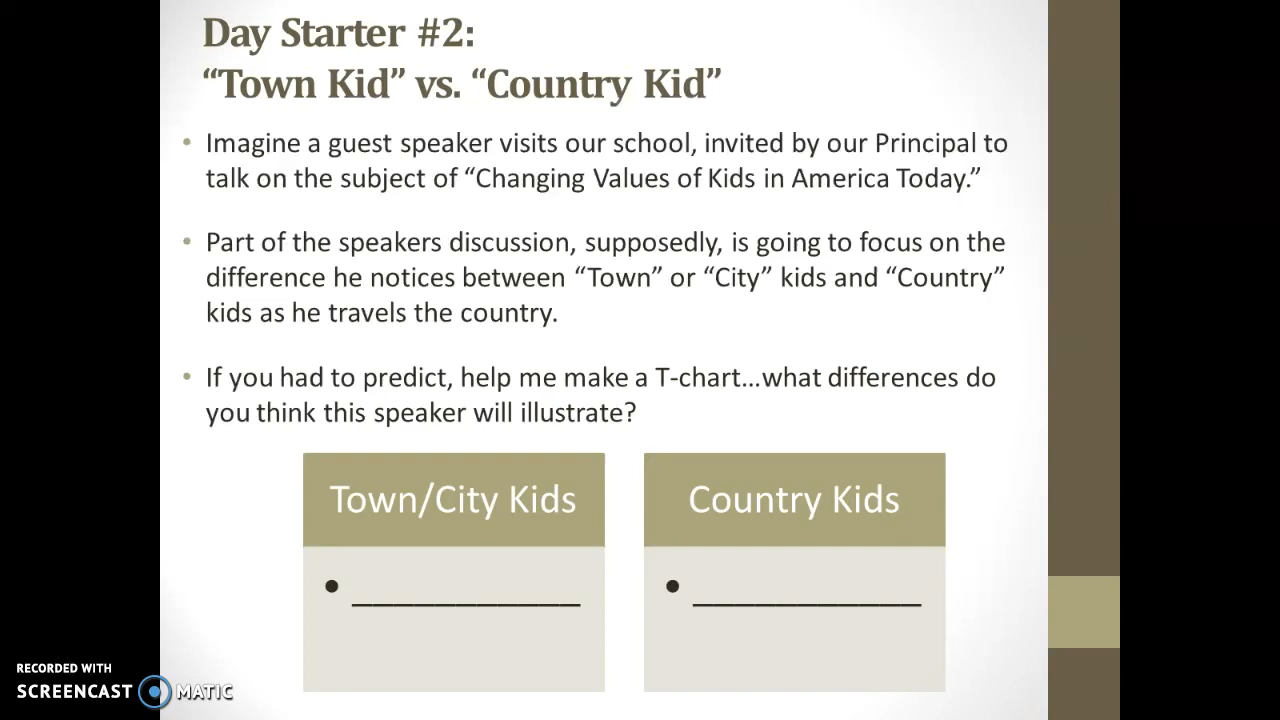 Day Starter #2:
“Town Kid” vs. “Country Kid”
• Imagine a guest speaker visits our school, invited by our Principal to
talk on the subject of “Changing Values of Kids in America Today.”
• Part of the speakers discussion, supposedly, is going to focus on the
difference he notices between “Town” or “City” kids and “Country”
kids as he travels the country.
• If you had to predict, help me make a T-chart...what differences do
you think this speaker will illustrate?
Town/City Kids
• ___________
Country Kids
• ___________
RECORDED WITH
SCREENCAST MATIC